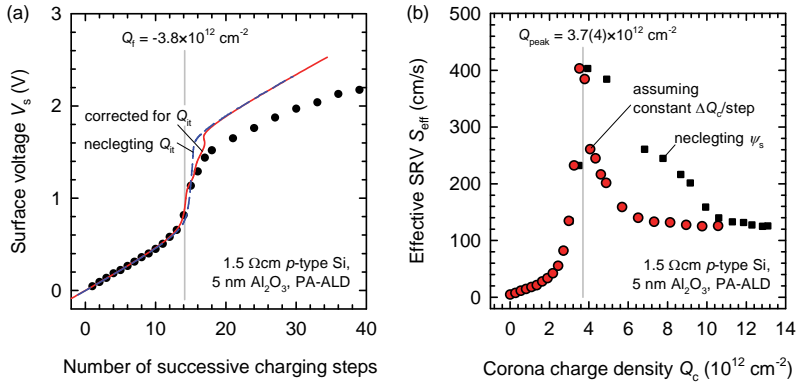 (a)
Q_f = -3.8×10^12 cm^-2
Surface voltage V_s (V)
3
2
1
0
corrected for Q_it
neclegting Q_it
1.5 Ωcm p-type Si,
5 nm Al_2O_3, PA-ALD
0 10 20 30 40
Number of successive charging steps
(b)
Q_peak = 3.7(4)×10^12 cm^-2
Effective SRV S_eff (cm/s)
500
400
300
200
100
0
assuming
constant ΔQ_c/step
neclegting ψ_s
1.5 Ωcm p-type Si,
5 nm Al_2O_3, PA-ALD
0 2 4 6 8 10 12 14
Corona charge density Q_c (10^12 cm^-2)